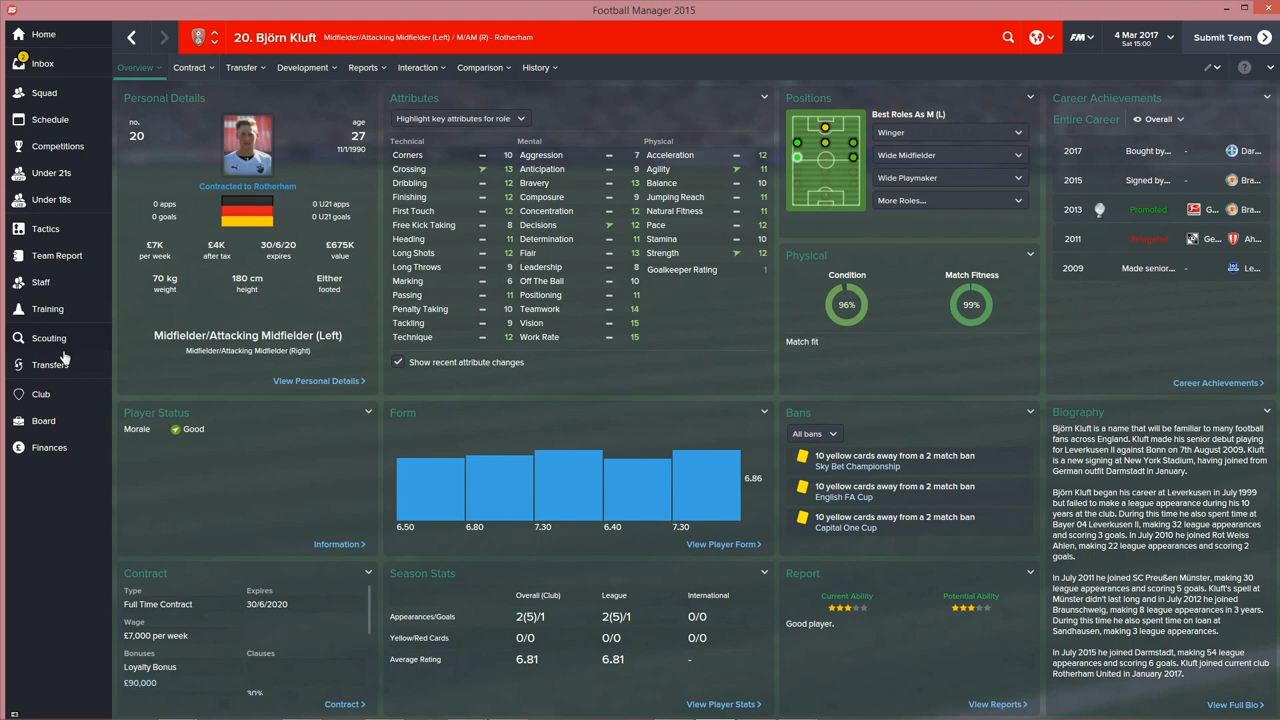 Football Manager 2015
Home
20. Björn Kluft
Midfielder/Attacking Midfielder (Left) / M/AM (R) - Rotherham
FM
4 Mar 2017
Sat 15:00
Submit Team
2
Inbox
Squad
Schedule
Competitions
Under 21s
Under 18s
Tactics
Team Report
Staff
Training
Scouting
Transfers
Club
Board
Finances
Overview
Contract
Transfer
Development
Reports
Interaction
Comparison
History
Personal Details
no.
20
age
27
11/1/1990
Contracted to Rotherham
0 apps
0 goals
0 U21 apps
0 U21 goals
£7K
per week
£4K
after tax
30/6/20
expires
£675K
value
70 kg
weight
180 cm
height
Either
footed
Midfielder/Attacking Midfielder (Left)
Midfielder/Attacking Midfielder (Right)
View Personal Details >
Attributes
Highlight key attributes for role
Technical Mental Physical
Corners 10 Aggression 7 Acceleration 12
Crossing 13 Anticipation 9 Agility 11
Dribbling 12 Bravery 13 Balance 10
Finishing 12 Composure 9 Jumping Reach 11
First Touch 12 Concentration 12 Natural Fitness 11
Free Kick Taking 8 Decisions 12 Pace 12
Heading 11 Determination 11 Stamina 10
Long Shots 12 Flair 13 Strength 12
Long Throws 9 Leadership 8 Goalkeeper Rating 1
Marking 6 Off The Ball 10
Passing 11 Positioning 11
Penalty Taking 10 Teamwork 14
Tackling 9 Vision 15
Technique 12 Work Rate 15
Show recent attribute changes
Positions
Best Roles As M (L)
Winger
Wide Midfielder
Wide Playmaker
More Roles...
Physical
Condition
96%
Match Fitness
99%
Match fit
Career Achievements
Entire Career
Overall
2017 Bought by... - Dar...
2015 Signed by... - Bra...
2013 Promoted G... Bra...
2011 Ge... Ah...
2009 Made senior... - Le...
Career Achievements >
Player Status
Morale Good
Information >
Form
6.50 6.80 7.30 6.40 7.30
6.86
View Player Form >
Bans
All bans
10 yellow cards away from a 2 match ban
Sky Bet Championship
10 yellow cards away from a 2 match ban
English FA Cup
10 yellow cards away from a 2 match ban
Capital One Cup
Biography
Björn Kluft is a name that will be familiar to many football
fans across England. Kluft made his senior debut playing
for Leverkusen II against Bonn on 7th August 2009. Kluft
is a new signing at New York Stadium, having joined from
German outfit Darmstadt in January.
Björn Kluft began his career at Leverkusen in July 1999
but failed to make a league appearance during his 10
years at the club. During this time he also spent time at
Bayer 04 Leverkusen II, making 32 league appearances
and scoring 3 goals. In July 2010 he joined Rot Weiss
Ahlen, making 22 league appearances and scoring 2
goals.
In July 2011 he joined SC Preußen Münster, making 30
league appearances and scoring 5 goals. Kluft's spell at
Münster didn't last long and in July 2012 he joined
Braunschweig, making 8 league appearances in 3 years.
During this time he also spent time on loan at
Sandhausen, making 3 league appearances.
In July 2015 he joined Darmstadt, making 54 league
appearances and scoring 6 goals. Kluft joined current club
Rotherham United in January 2017.
View Full Bio >
Contract
Type
Full Time Contract
Expires
30/6/2020
Wage
£7,000 per week
Bonuses
Loyalty Bonus
£90,000
Clauses
30%
Contract >
Season Stats
Overall (Club) League International
Appearances/Goals 2(5)/1 2(5)/1 0/0
Yellow/Red Cards 0/0 0/0 0/0
Average Rating 6.81 6.81 -
View Player Stats >
Report
Current Ability
Potential Ability
Good player.
View Reports >